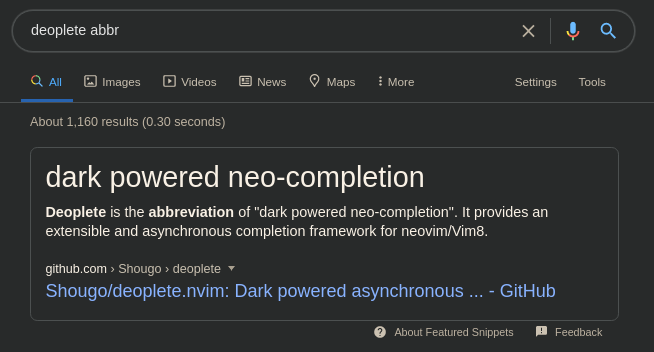 deoplete abbr
All Images Videos News Maps More Settings Tools
About 1,160 results (0.30 seconds)
dark powered neo-completion
Deoplete is the abbreviation of "dark powered neo-completion". It provides an
extensible and asynchronous completion framework for neovim/Vim8.
github.com › Shougo › deoplete
Shougo/deoplete.nvim: Dark powered asynchronous ... - GitHub
About Featured Snippets Feedback